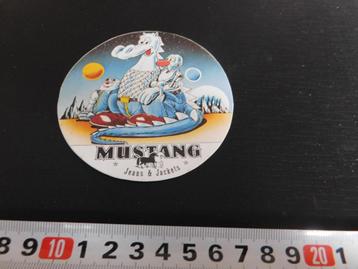 MUSTANG
Jeans & Jackets
8 9 10 1 2 3 4 5 6 7 8 9 20 1